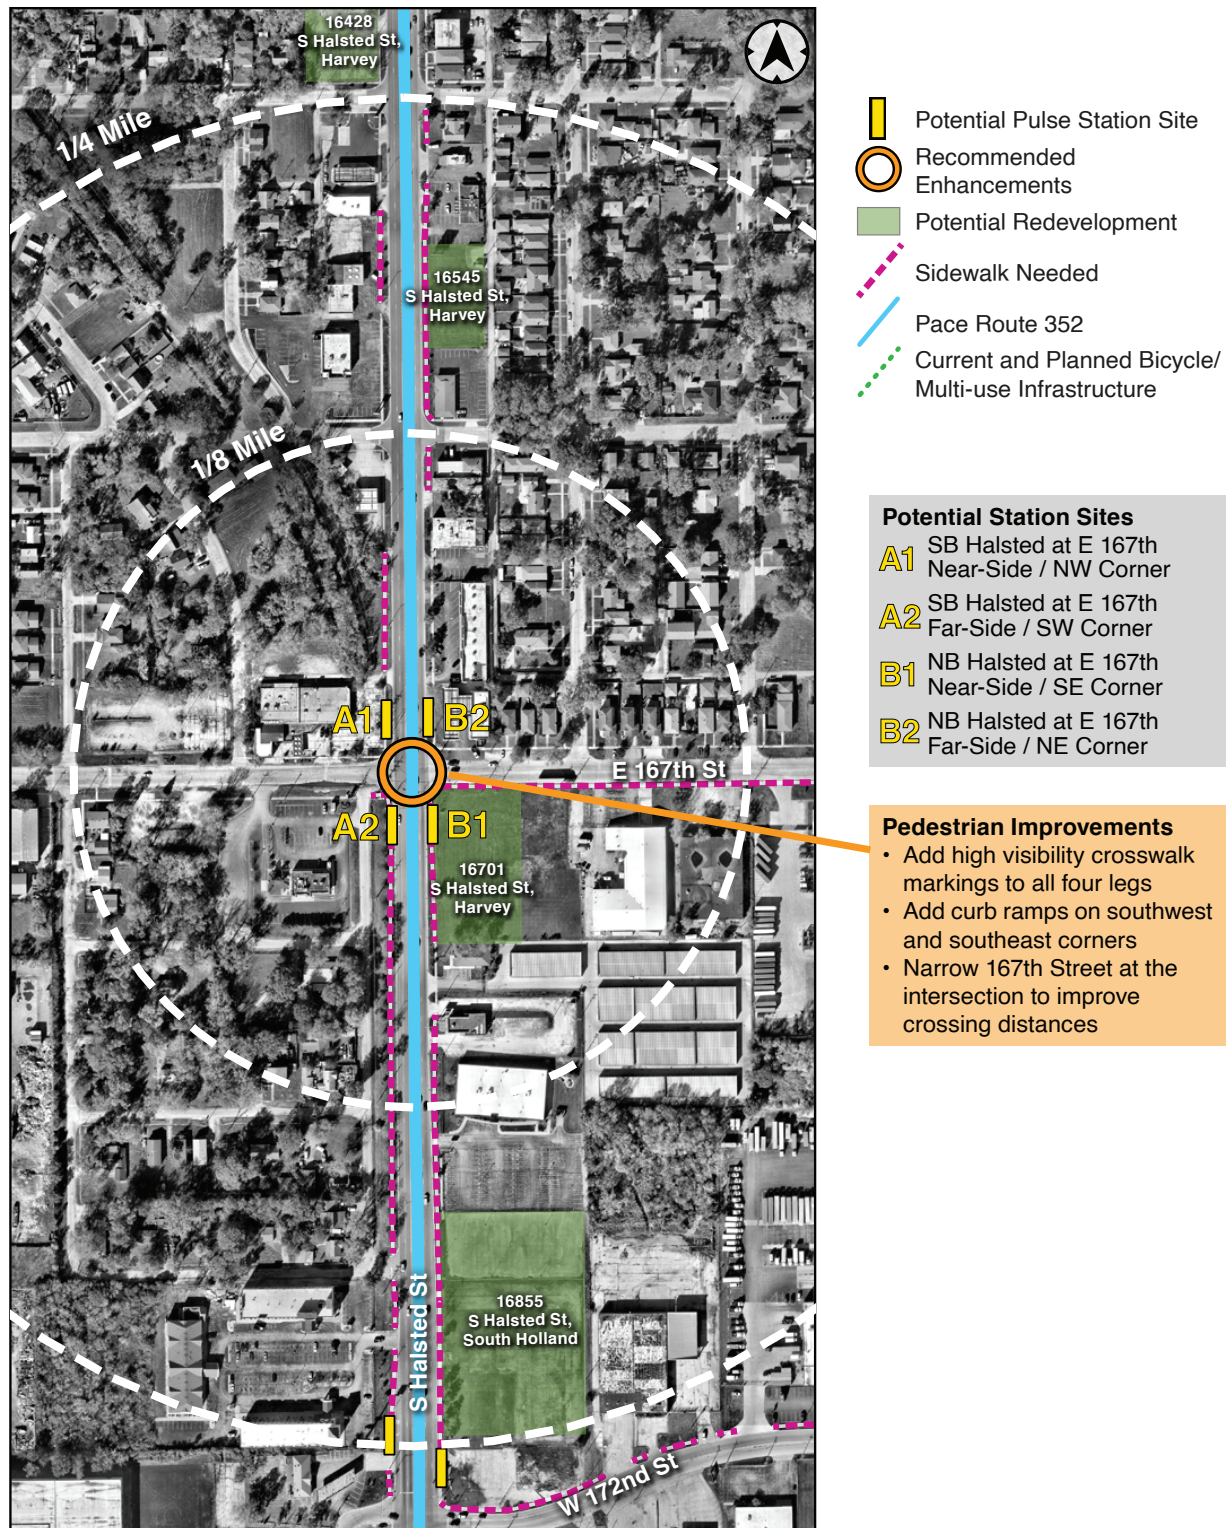 16428
S Halsted St,
Harvey
1/4 Mile
16545
S Halsted St,
Harvey
1/8 Mile
A1
B2
E 167th St
A2
B1
16701
S Halsted St,
Harvey
S Halsted St
16855
S Halsted St,
South Holland
W 172nd St
Potential Pulse Station Site
Recommended
Enhancements
Potential Redevelopment
Sidewalk Needed
Pace Route 352
Current and Planned Bicycle/
Multi-use Infrastructure
Potential Station Sites
A1 SB Halsted at E 167th
Near-Side / NW Corner
A2 SB Halsted at E 167th
Far-Side / SW Corner
B1 NB Halsted at E 167th
Near-Side / SE Corner
B2 NB Halsted at E 167th
Far-Side / NE Corner
Pedestrian Improvements
• Add high visibility crosswalk
markings to all four legs
• Add curb ramps on southwest
and southeast corners
• Narrow 167th Street at the
intersection to improve
crossing distances